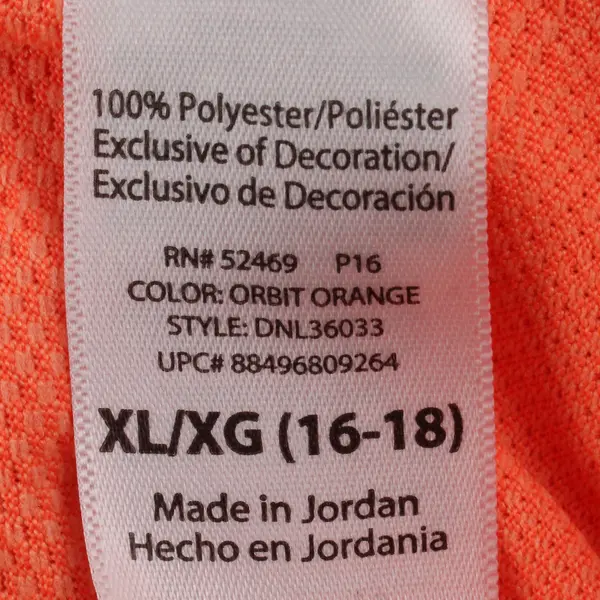 100% Polyester/Poliéster
Exclusive of Decoration/
Exclusivo de Decoración
RN# 52469 P16
COLOR: ORBIT ORANGE
STYLE: DNL36033
UPC# 88496809264
XL/XG (16-18)
Made in Jordan
Hecho en Jordania